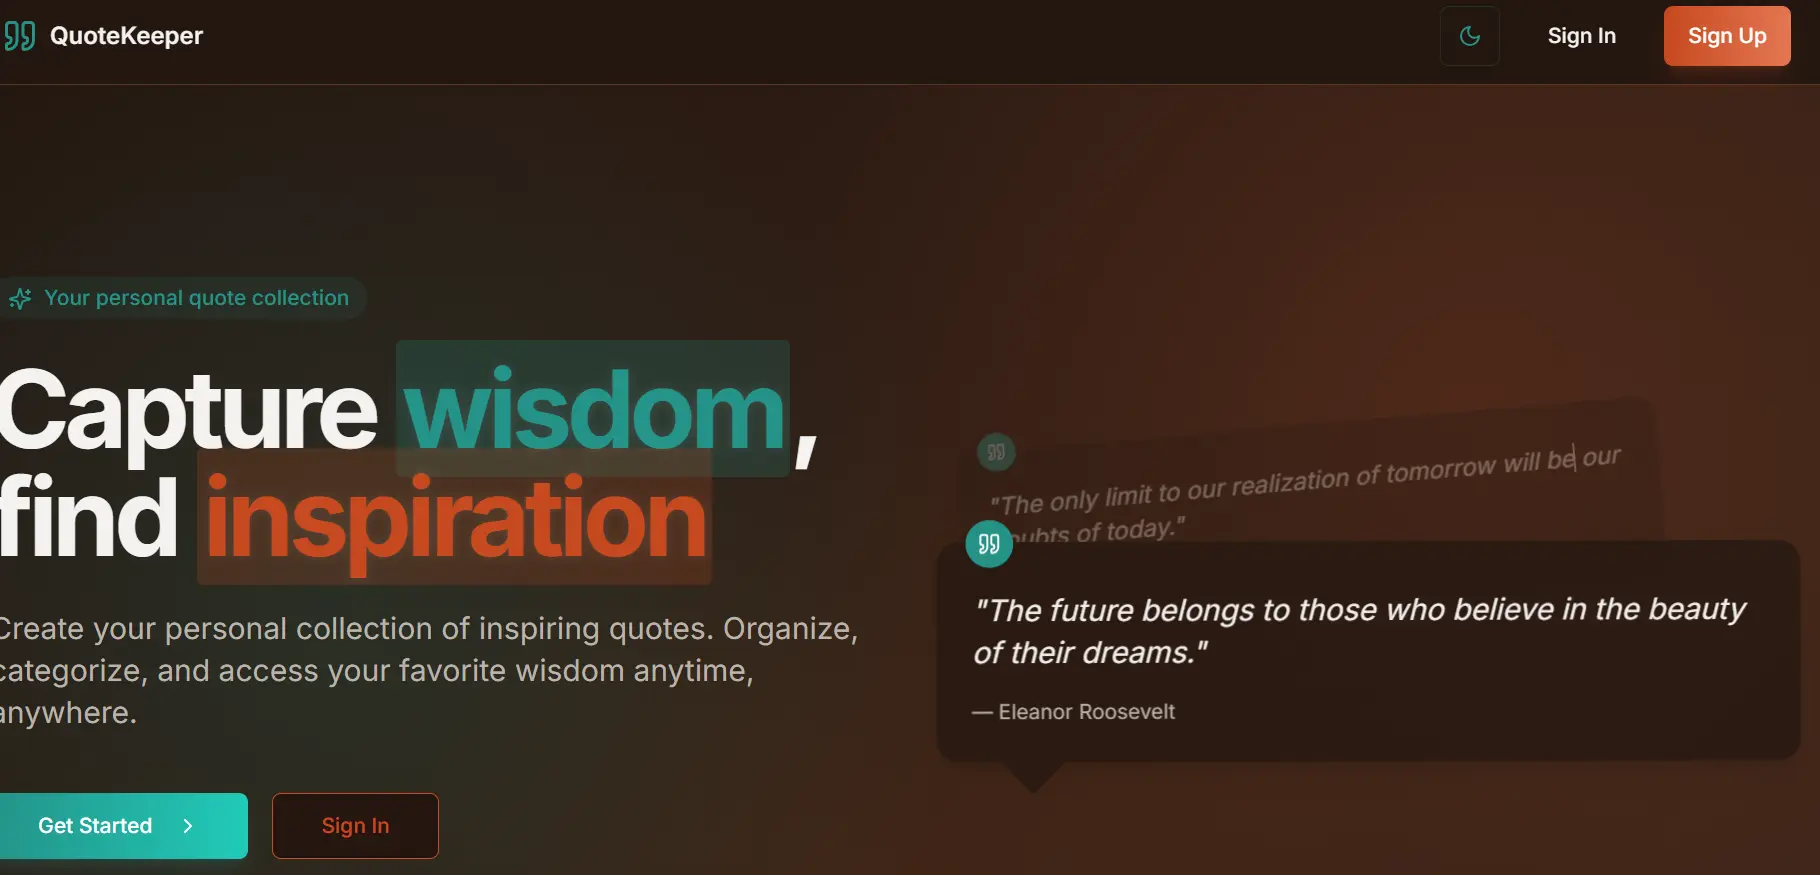 QuoteKeeper
Sign In
Sign Up
Your personal quote collection
Capture wisdom,
find inspiration
Create your personal collection of inspiring quotes. Organize,
categorize, and access your favorite wisdom anytime,
anywhere.
Get Started
Sign In
"The only limit to our realization of tomorrow will be our
oubts of today."
"The future belongs to those who believe in the beauty
of their dreams."
— Eleanor Roosevelt